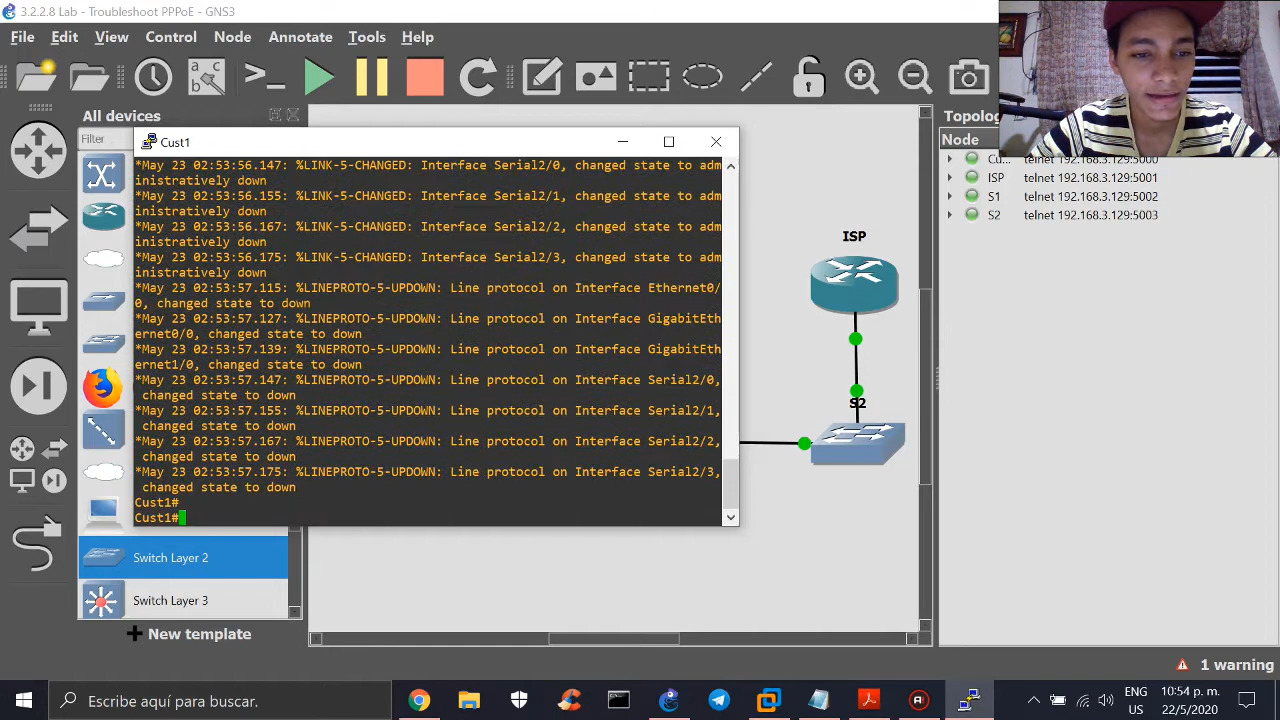 3.2.2.8 Lab - Troubleshoot PPPoE - GNS3
File Edit View Control Node Annotate Tools Help
All devices
Filter
Topolog
Node
Cu... telnet 192.168.3.129:5000
ISP telnet 192.168.3.129:5001
S1 telnet 192.168.3.129:5002
S2 telnet 192.168.3.129:5003
Cust1
*May 23 02:53:56.147: %LINK-5-CHANGED: Interface Serial2/0, changed state to adm
inistratively down
*May 23 02:53:56.155: %LINK-5-CHANGED: Interface Serial2/1, changed state to adm
inistratively down
*May 23 02:53:56.167: %LINK-5-CHANGED: Interface Serial2/2, changed state to adm
inistratively down
*May 23 02:53:56.175: %LINK-5-CHANGED: Interface Serial2/3, changed state to adm
inistratively down
*May 23 02:53:57.115: %LINEPROTO-5-UPDOWN: Line protocol on Interface Ethernet0/
0, changed state to down
*May 23 02:53:57.127: %LINEPROTO-5-UPDOWN: Line protocol on Interface GigabitEth
ernet0/0, changed state to down
*May 23 02:53:57.139: %LINEPROTO-5-UPDOWN: Line protocol on Interface GigabitEth
ernet1/0, changed state to down
*May 23 02:53:57.147: %LINEPROTO-5-UPDOWN: Line protocol on Interface Serial2/0,
changed state to down
*May 23 02:53:57.155: %LINEPROTO-5-UPDOWN: Line protocol on Interface Serial2/1,
changed state to down
*May 23 02:53:57.167: %LINEPROTO-5-UPDOWN: Line protocol on Interface Serial2/2,
changed state to down
*May 23 02:53:57.175: %LINEPROTO-5-UPDOWN: Line protocol on Interface Serial2/3,
changed state to down
Cust1#
Cust1#
ISP
S2
Switch Layer 2
Switch Layer 3
New template
1 warning
Escribe aquí para buscar.
ENG
US
10:54 p. m.
22/5/2020